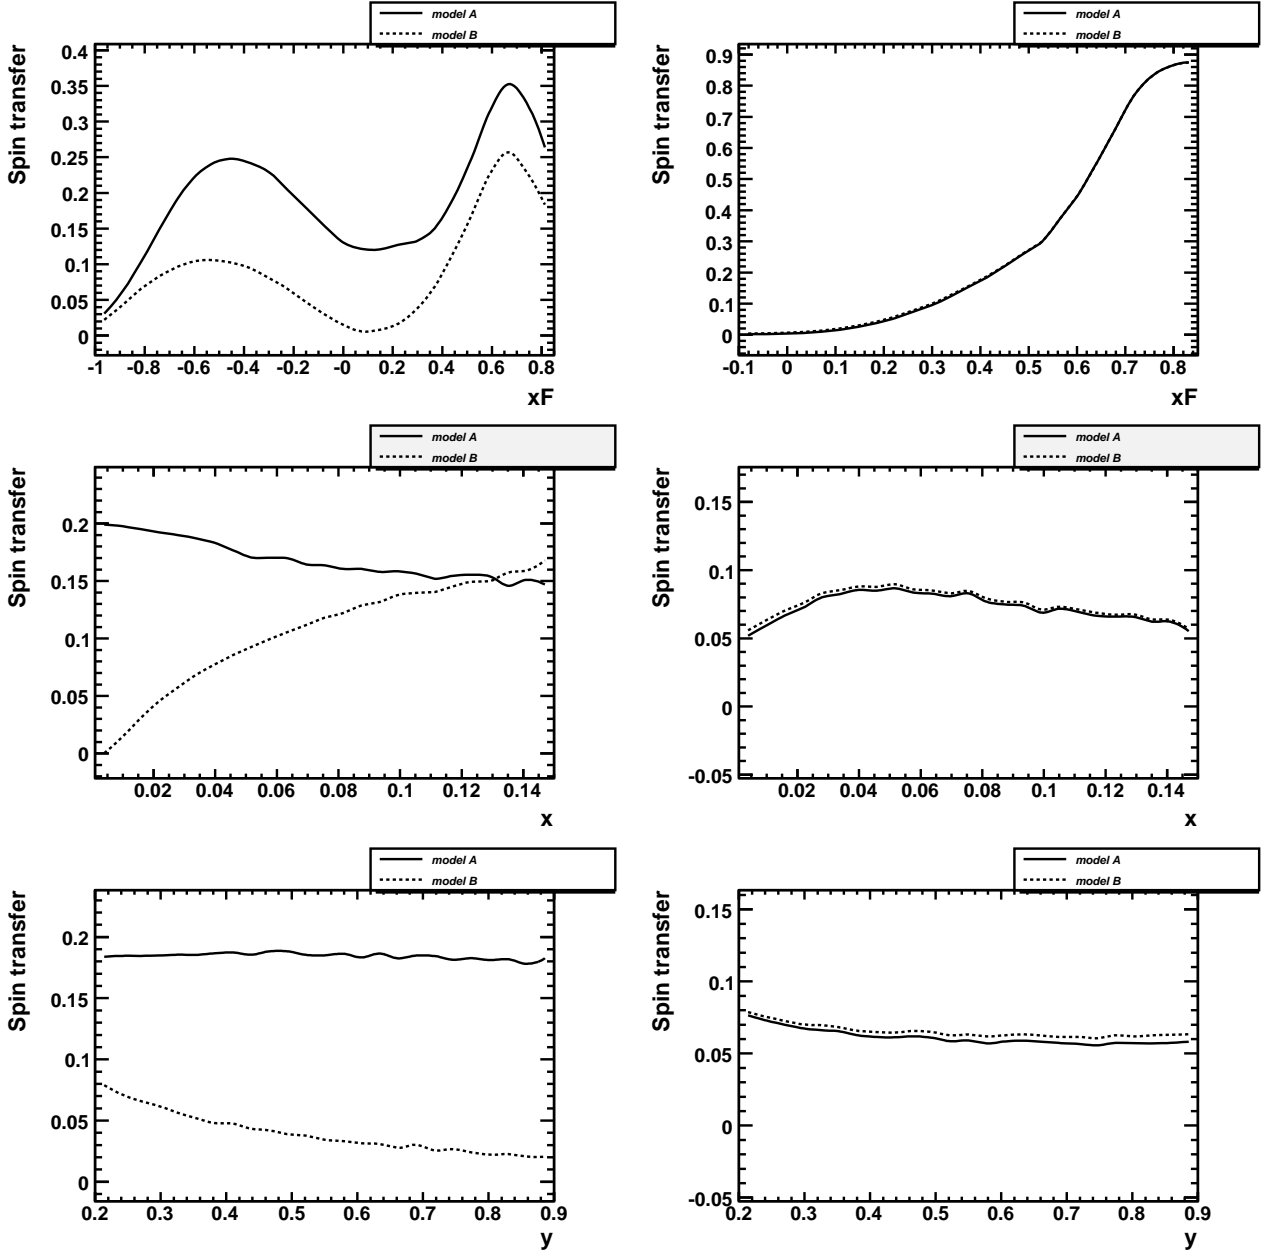 model A
model B
Spin transfer
0.4
0.35
0.3
0.25
0.2
0.15
0.1
0.05
0
-1 -0.8 -0.6 -0.4 -0.2 -0 0.2 0.4 0.6 0.8
xF
model A
model B
Spin transfer
0.9
0.8
0.7
0.6
0.5
0.4
0.3
0.2
0.1
0
-0.1 0 0.1 0.2 0.3 0.4 0.5 0.6 0.7 0.8
xF
model A
model B
Spin transfer
0.2
0.15
0.1
0.05
0
0.02 0.04 0.06 0.08 0.1 0.12 0.14
x
model A
model B
Spin transfer
0.15
0.1
0.05
0
-0.05
0.02 0.04 0.06 0.08 0.1 0.12 0.14
x
model A
model B
Spin transfer
0.2
0.15
0.1
0.05
0
0.2 0.3 0.4 0.5 0.6 0.7 0.8 0.9
y
model A
model B
Spin transfer
0.15
0.1
0.05
0
-0.05
0.2 0.3 0.4 0.5 0.6 0.7 0.8 0.9
y